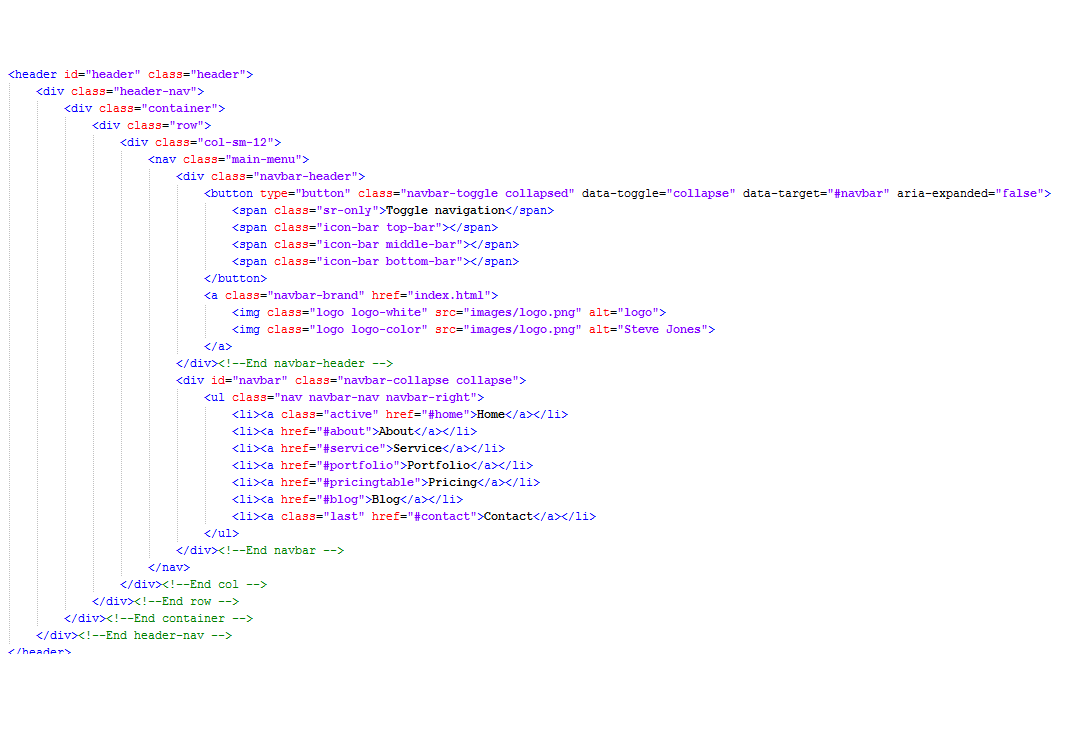 <header id="header" class="header">
<div class="header-nav">
<div class="container">
<div class="row">
<div class="col-sm-12">
<nav class="main-menu">
<div class="navbar-header">
<button type="button" class="navbar-toggle collapsed" data-toggle="collapse" data-target="#navbar" aria-expanded="false">
<span class="sr-only">Toggle navigation</span>
<span class="icon-bar top-bar"></span>
<span class="icon-bar middle-bar"></span>
<span class="icon-bar bottom-bar"></span>
</button>
<a class="navbar-brand" href="index.html">
<img class="logo logo-white" src="images/logo.png" alt="logo">
<img class="logo logo-color" src="images/logo.png" alt="Steve Jones">
</a>
</div><!--End navbar-header -->
<div id="navbar" class="navbar-collapse collapse">
<ul class="nav navbar-nav navbar-right">
<li><a class="active" href="#home">Home</a></li>
<li><a href="#about">About</a></li>
<li><a href="#service">Service</a></li>
<li><a href="#portfolio">Portfolio</a></li>
<li><a href="#pricingtable">Pricing</a></li>
<li><a href="#blog">Blog</a></li>
<li><a class="last" href="#contact">Contact</a></li>
</ul>
</div><!--End navbar -->
</nav>
</div><!--End col -->
</div><!--End row -->
</div><!--End container -->
</div><!--End header-nav -->
</header>